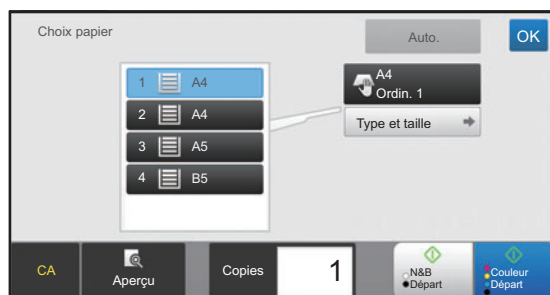 Choix papier
Auto.
OK
1 A4
2 A4
3 A5
4 B5
A4
Ordin. 1
Type et taille
CA
Aperçu
Copies
1
N&B
Départ
Couleur
Départ